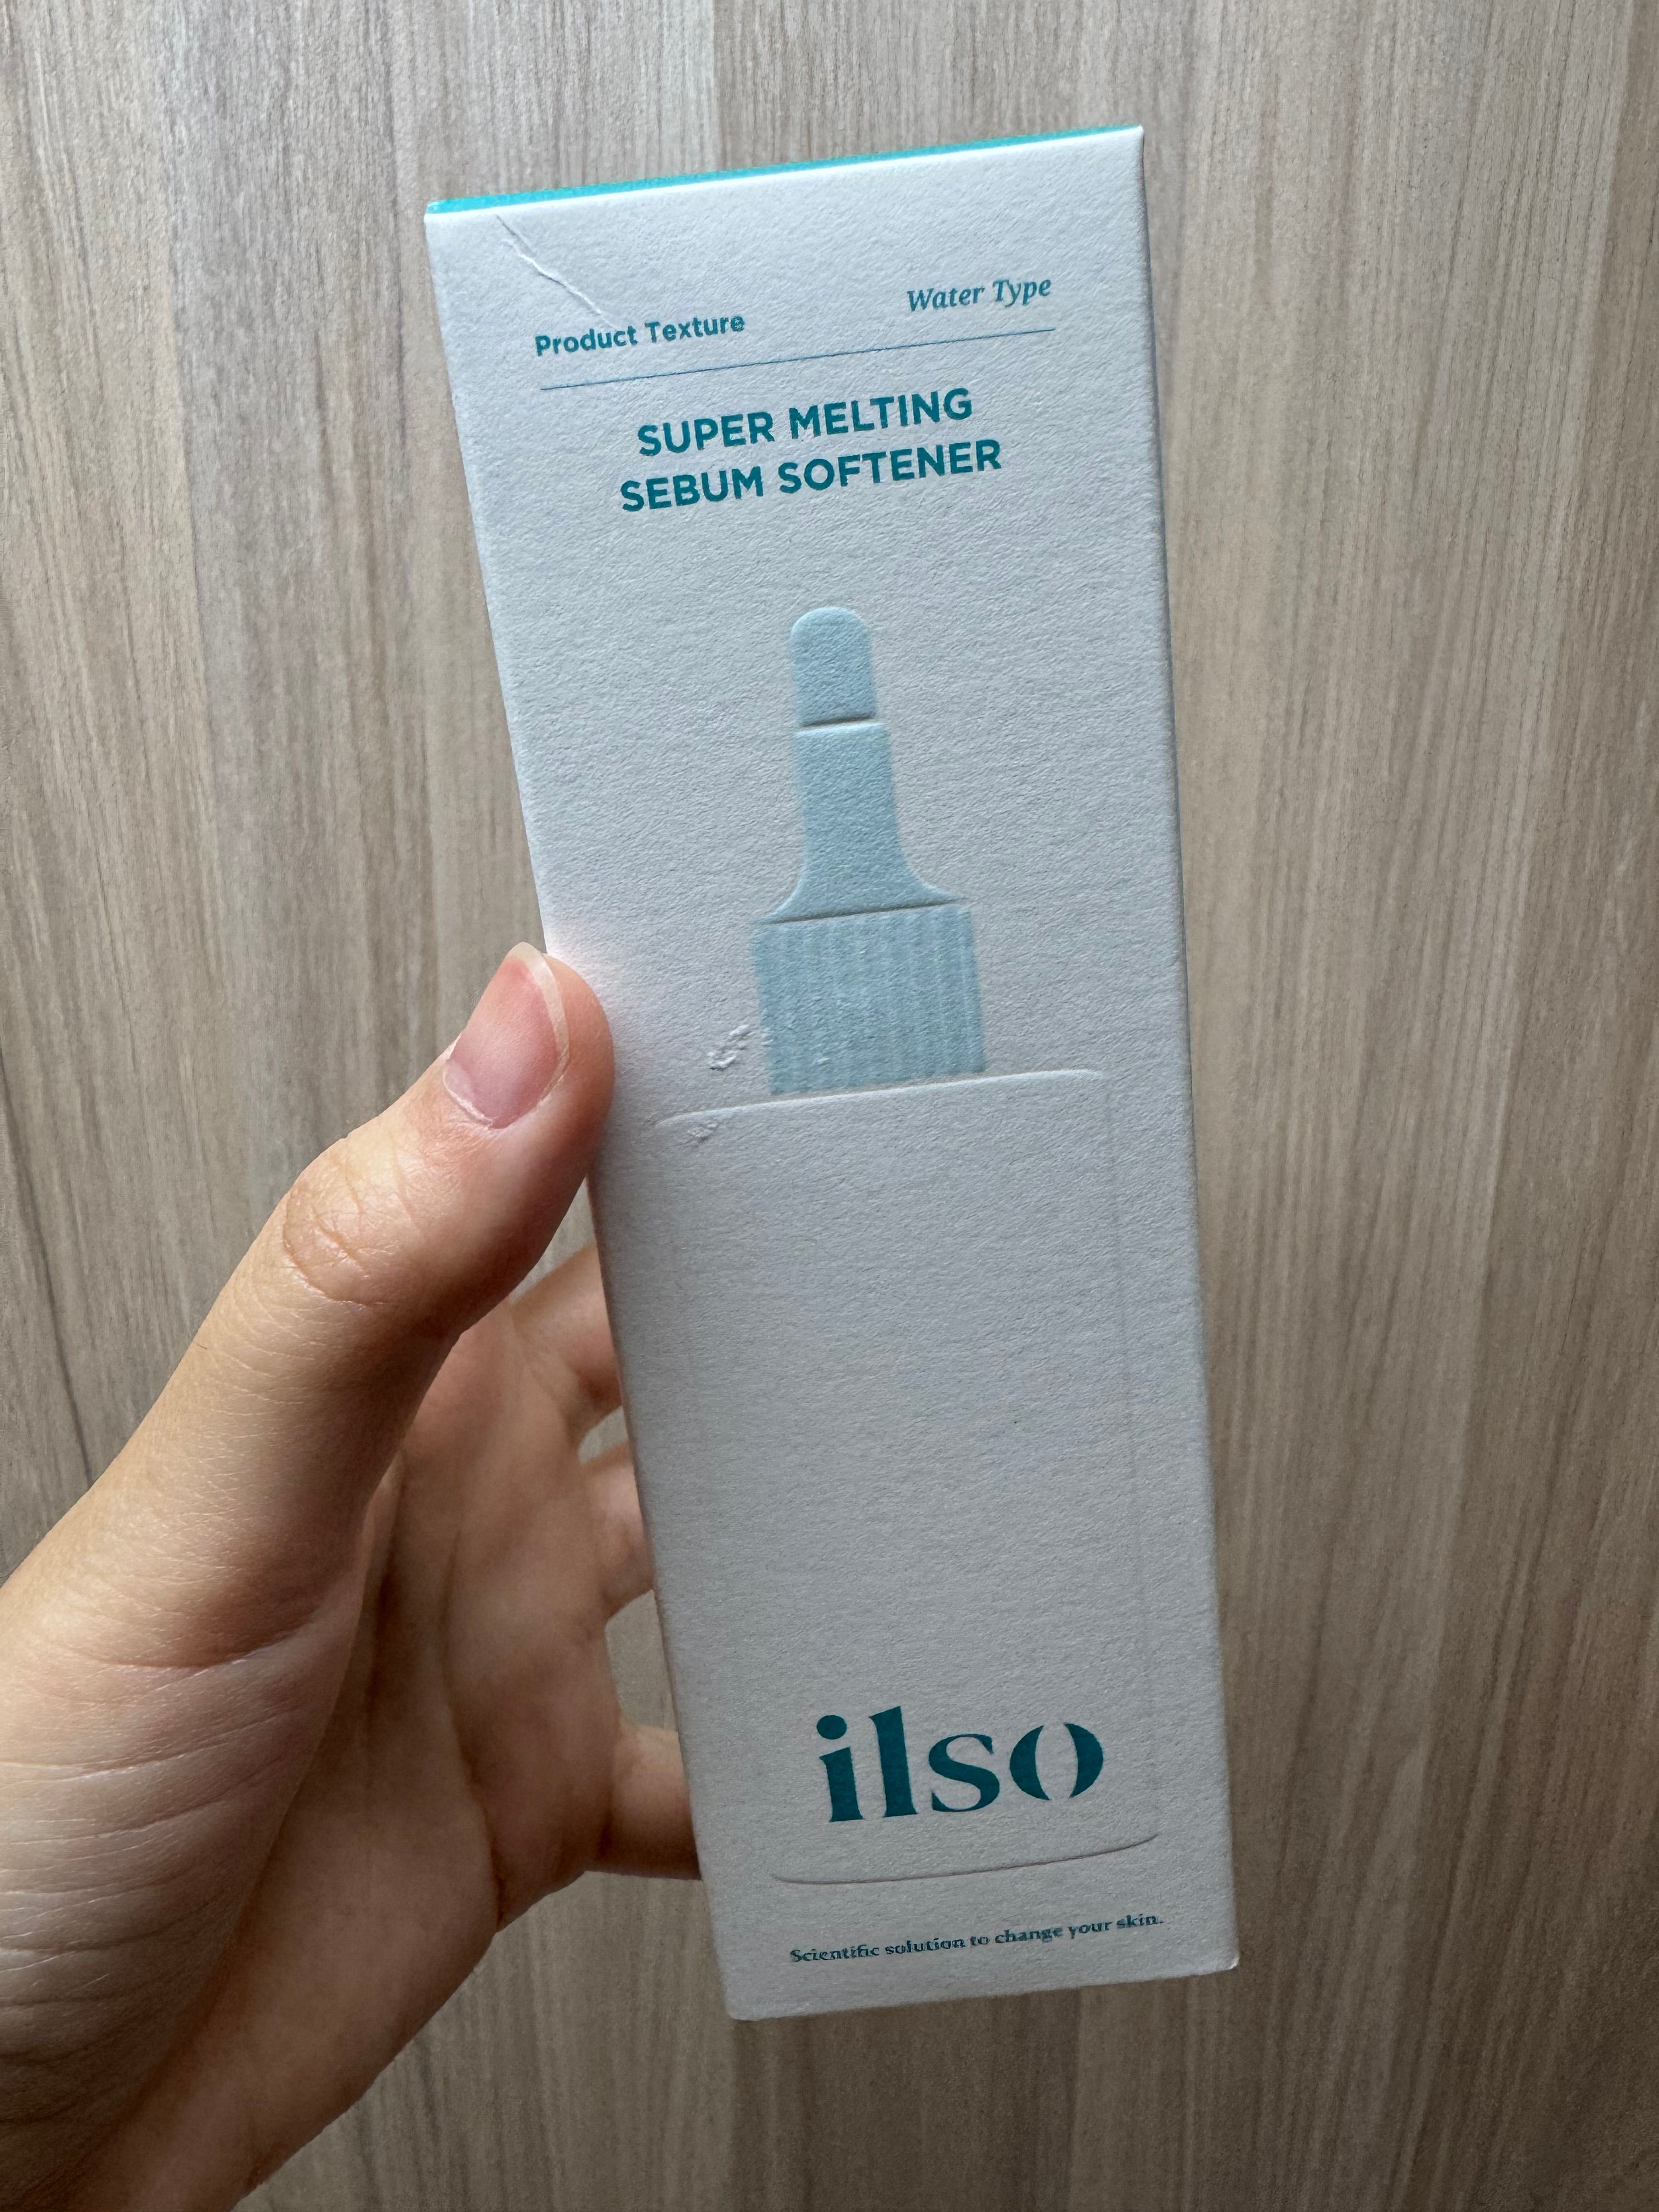 Product Texture Water Type
SUPER MELTING
SEBUM SOFTENER
ilso
Scientific solution to change your skin.